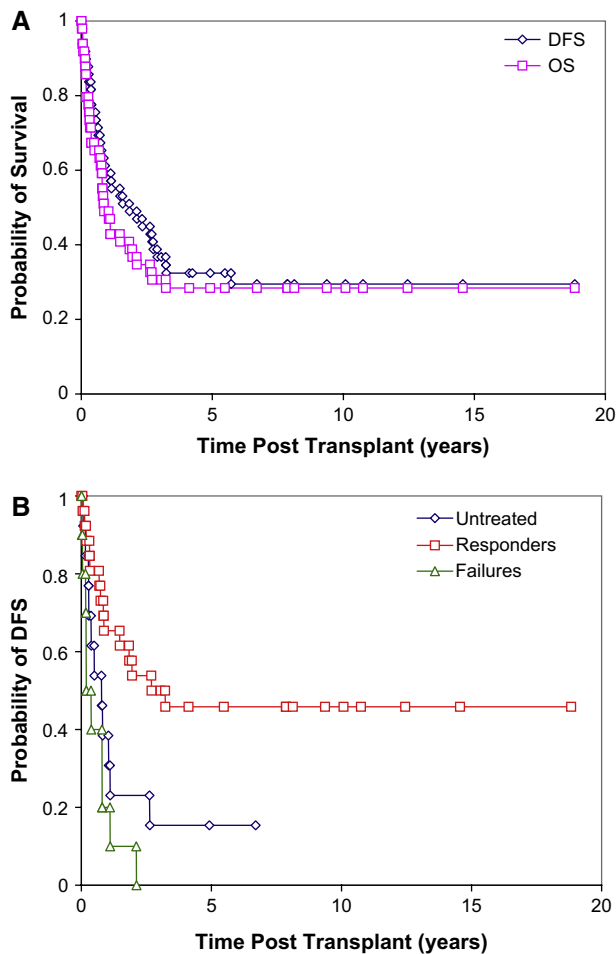 A
1
0.8
0.6
0.4
0.2
0
Probability of Survival
DFS
OS
0 5 10 15 20
Time Post Transplant (years)
B
1
0.8
0.6
0.4
0.2
0
Probability of DFS
Untreated
Responders
Failures
0 5 10 15 20
Time Post Transplant (years)